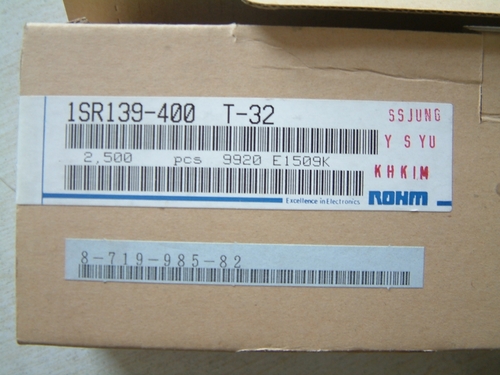 1SR139-400 T-32
SSJUNG
Y S YU
2,500 pcs 9920 E1509K
KHKIM
Excellence in Electronics ROHM
8-719-985-82